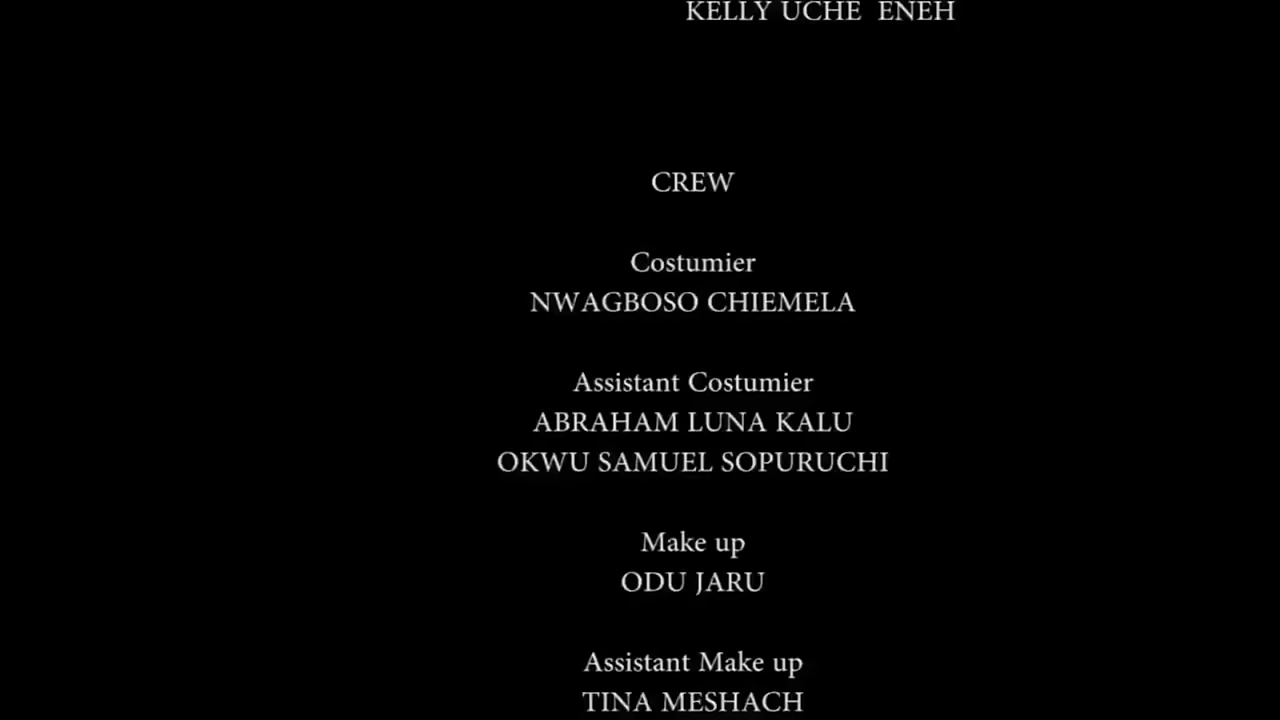 KELLY UCHE ENEH
CREW
Costumier
NWAGBOSO CHIEMELA
Assistant Costumier
ABRAHAM LUNA KALU
OKWU SAMUEL SOPURUCHI
Make up
ODU JARU
Assistant Make up
TINA MESHACH